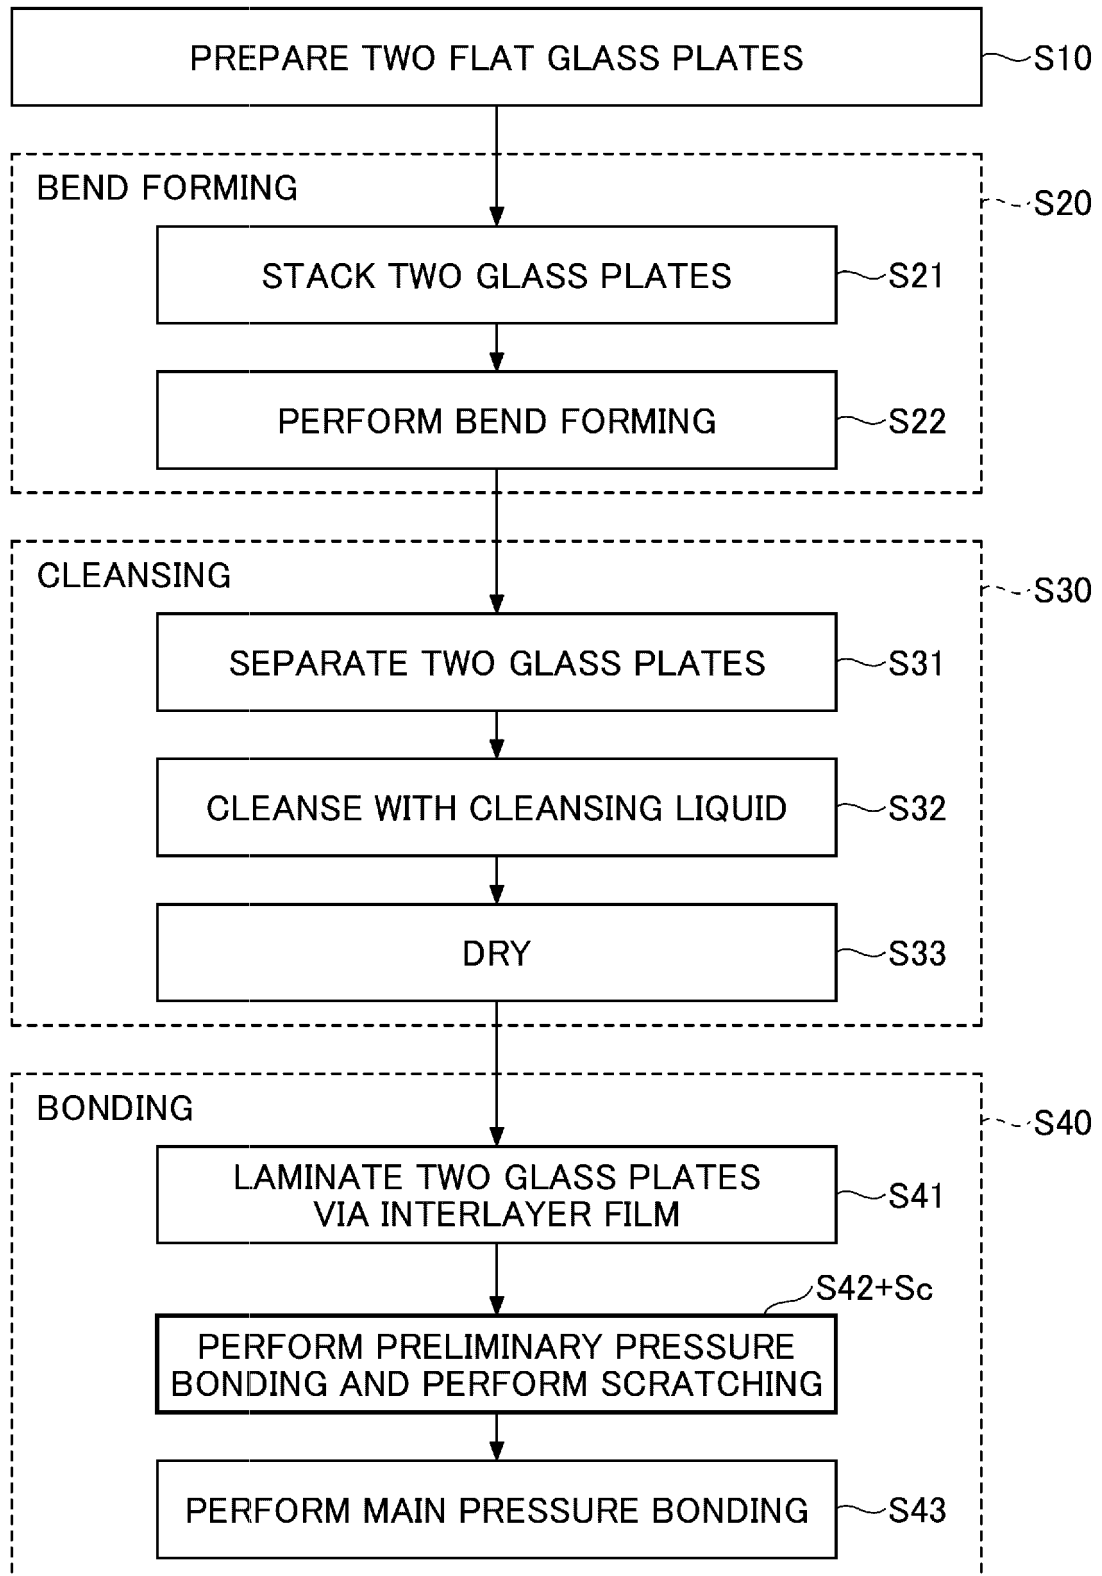 PREPARE TWO FLAT GLASS PLATES
S10
BEND FORMING
S20
STACK TWO GLASS PLATES
S21
PERFORM BEND FORMING
S22
CLEANSING
S30
SEPARATE TWO GLASS PLATES
S31
CLEANSE WITH CLEANSING LIQUID
S32
DRY
S33
BONDING
S40
LAMINATE TWO GLASS PLATES
VIA INTERLAYER FILM
S41
S42+Sc
PERFORM PRELIMINARY PRESSURE
BONDING AND PERFORM SCRATCHING
PERFORM MAIN PRESSURE BONDING
S43